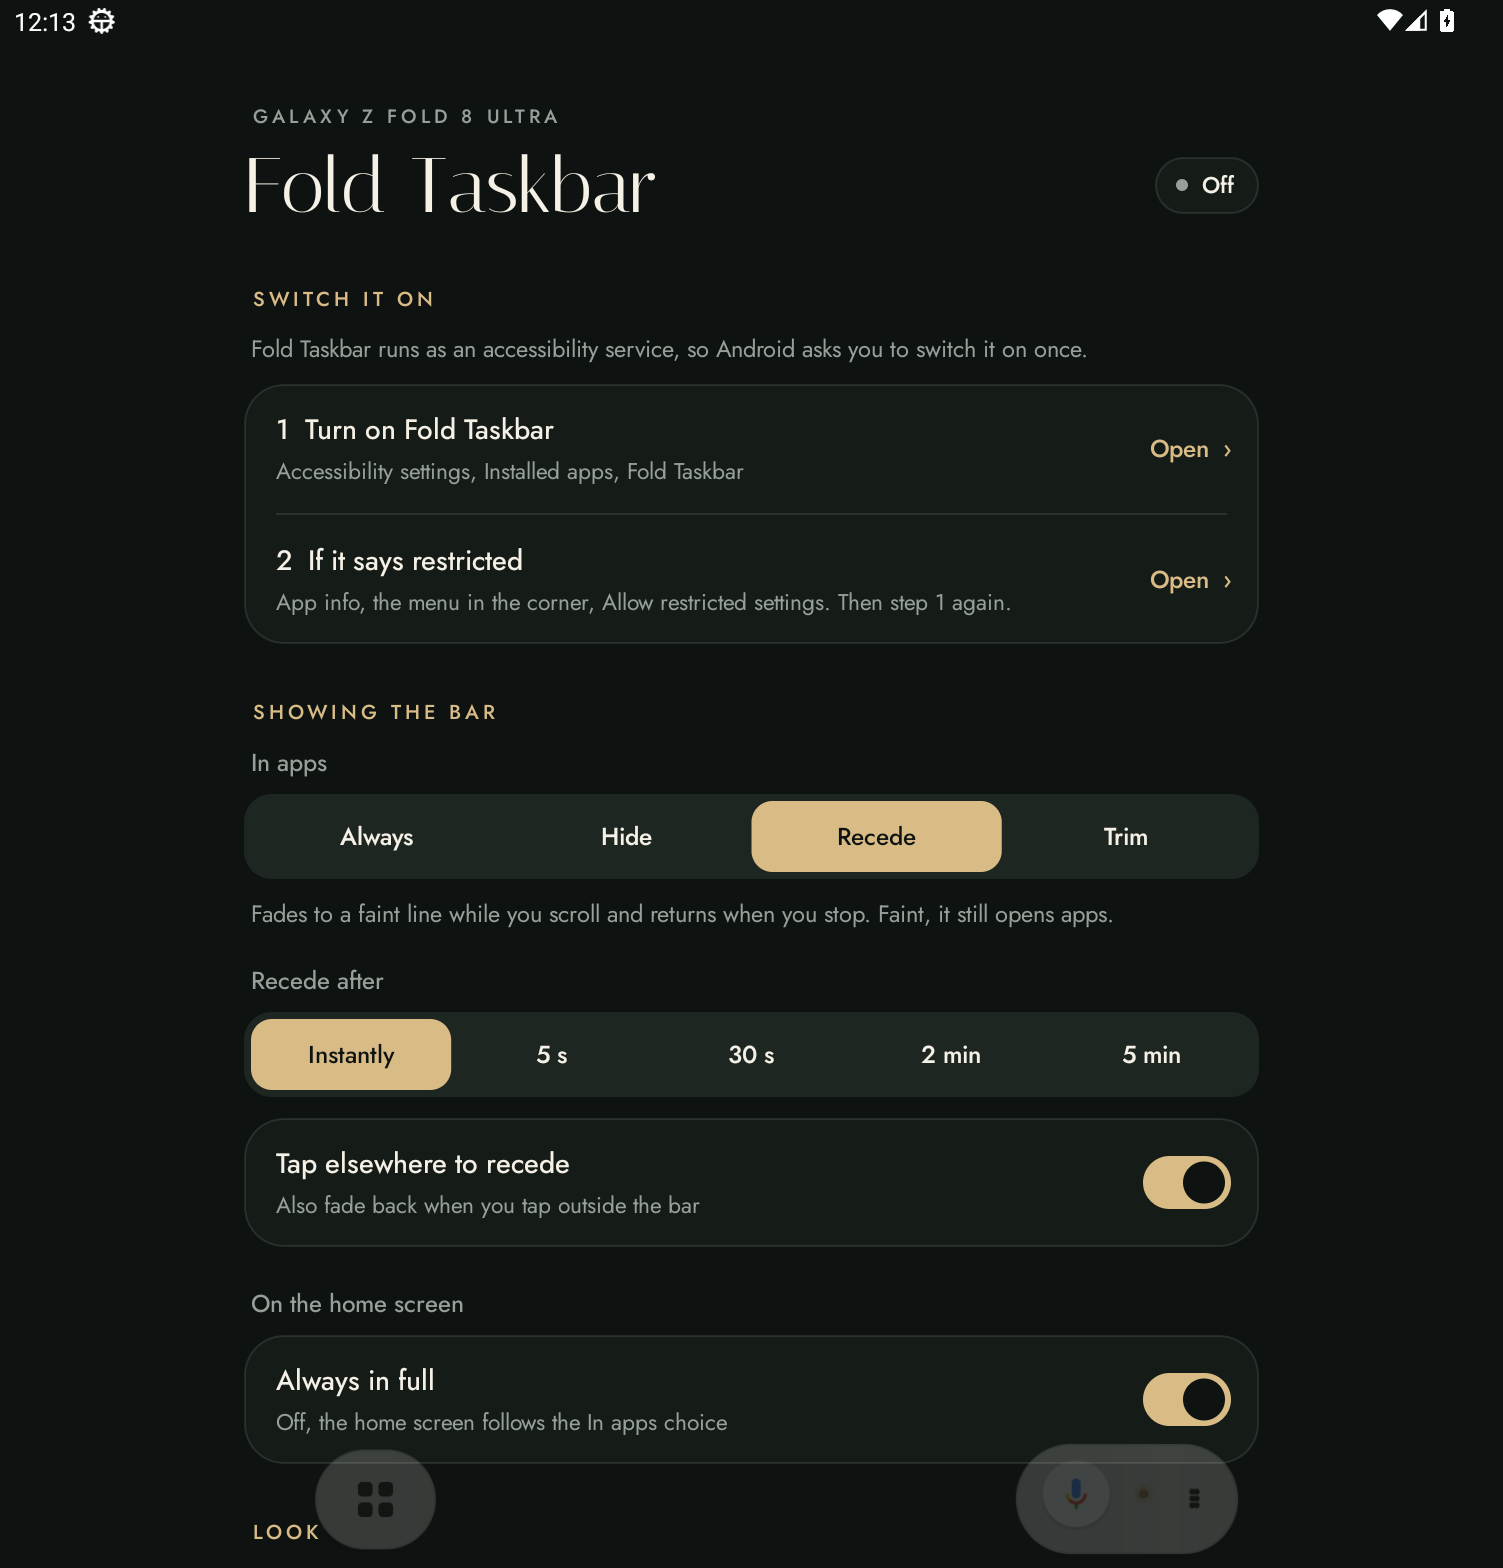 12:13
GALAXY Z FOLD 8 ULTRA
Fold Taskbar
Off
SWITCH IT ON
Fold Taskbar runs as an accessibility service, so Android asks you to switch it on once.
1 Turn on Fold Taskbar
Accessibility settings, Installed apps, Fold Taskbar
Open ›
2 If it says restricted
App info, the menu in the corner, Allow restricted settings. Then step 1 again.
Open ›
SHOWING THE BAR
In apps
Always Hide Recede Trim
Fades to a faint line while you scroll and returns when you stop. Faint, it still opens apps.
Recede after
Instantly 5 s 30 s 2 min 5 min
Tap elsewhere to recede
Also fade back when you tap outside the bar
On the home screen
Always in full
Off, the home screen follows the In apps choice
LOOK